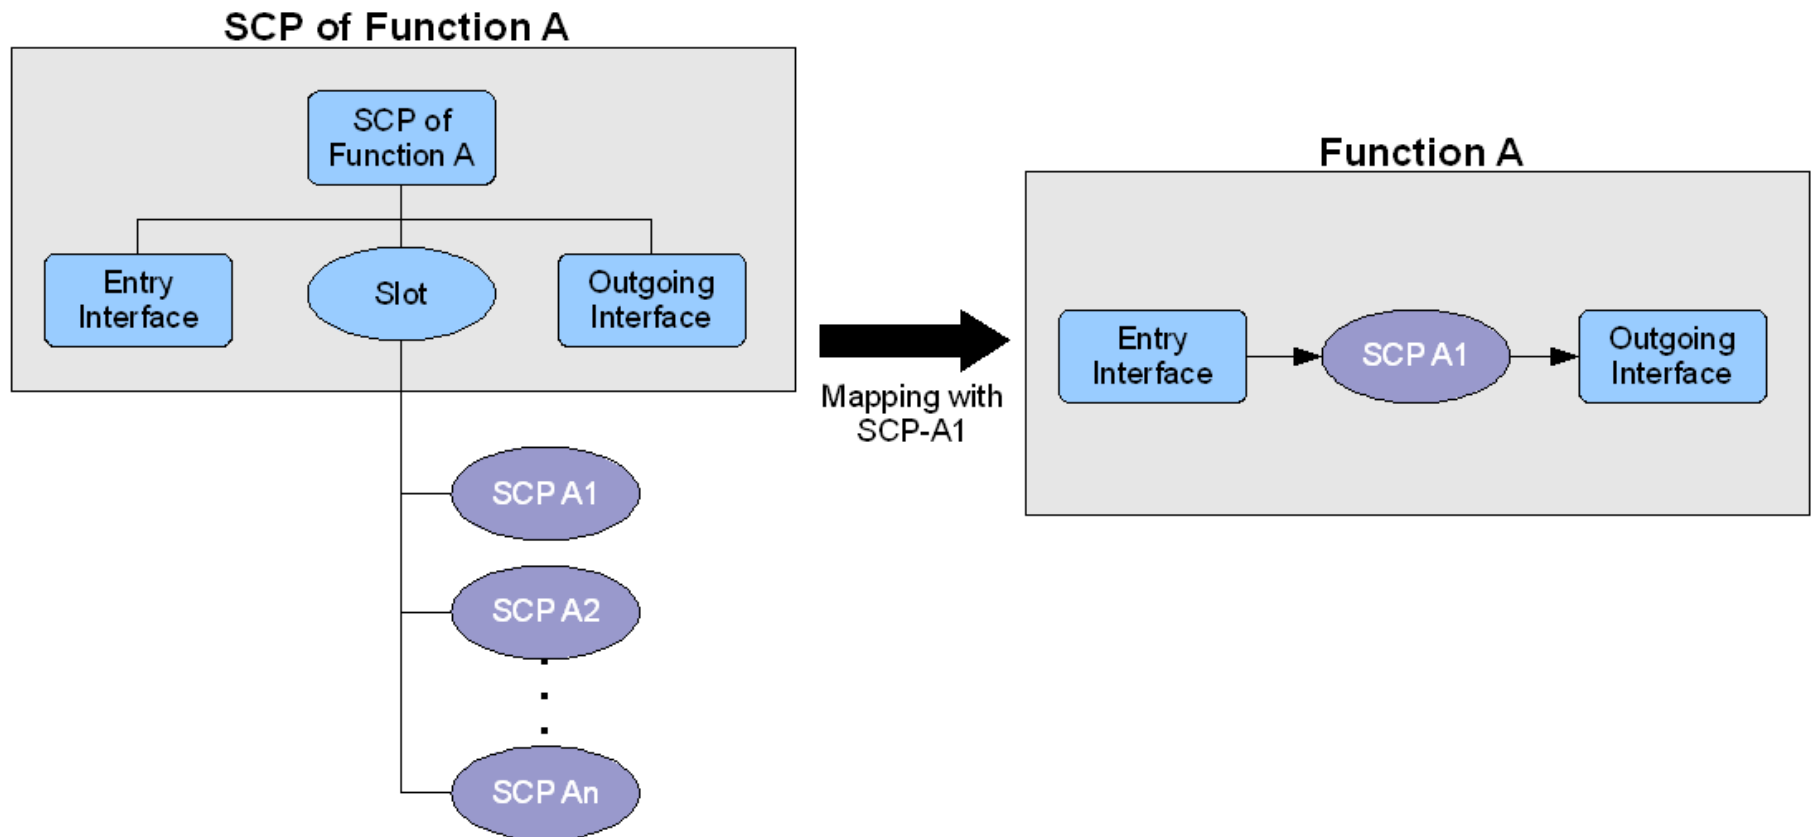 SCP of Function A
SCP of
Function A
Entry
Interface
Slot
Outgoing
Interface
SCP A1
SCP A2
SCP An
Mapping with
SCP-A1
Function A
Entry
Interface
SCP A1
Outgoing
Interface